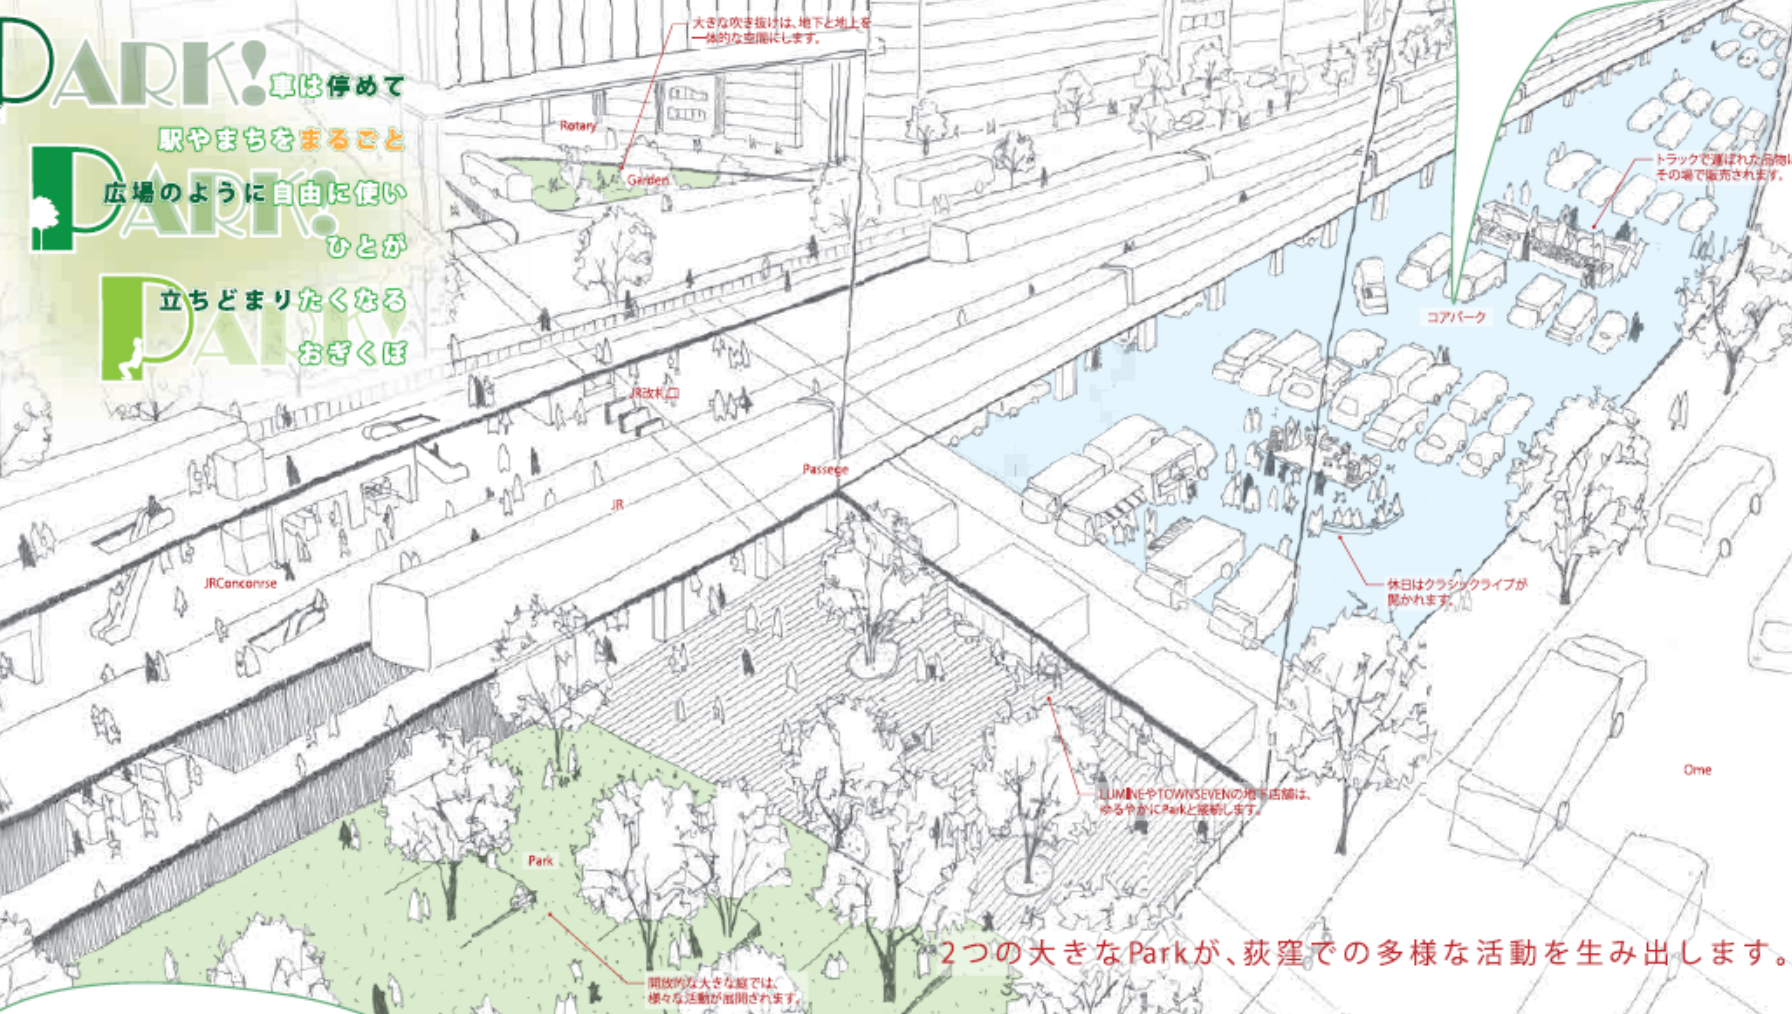 PARK!
車は停めて
駅やまちをまるごと
PARK!
広場のように自由に使い
ひとが
PARK!
立ちどまりたくなる
おぎくぼ
大きな吹き抜けは、地下と地上を
一体的な空間にします。
Rotary
Garden
トラックで運ばれた品物は
その場で販売されます。
コアパーク
JR改札口
Passege
JR
JRConconrse
休日はクラシックライブが
開かれます。
Ome
LUMINEやTOWNSEVENの地下店舗は、
ゆるやかにParkと接続します。
Park
2つの大きなParkが、荻窪での多様な活動を生み出します。
開放的な大きな庭では、
様々な活動が展開されます。